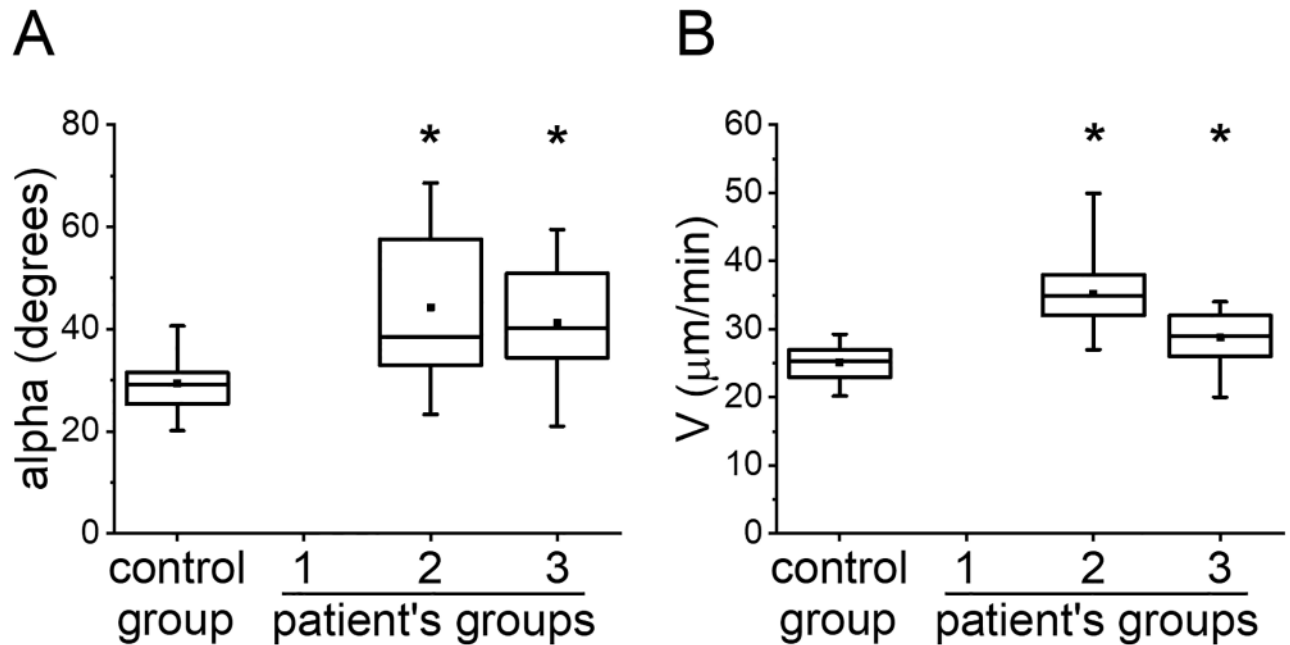 A
alpha (degrees)
80
60
40
20
0
* *
control 1 2 3
group patient's groups
B
V (μm/min)
60
50
40
30
20
10
0
* *
control 1 2 3
group patient's groups